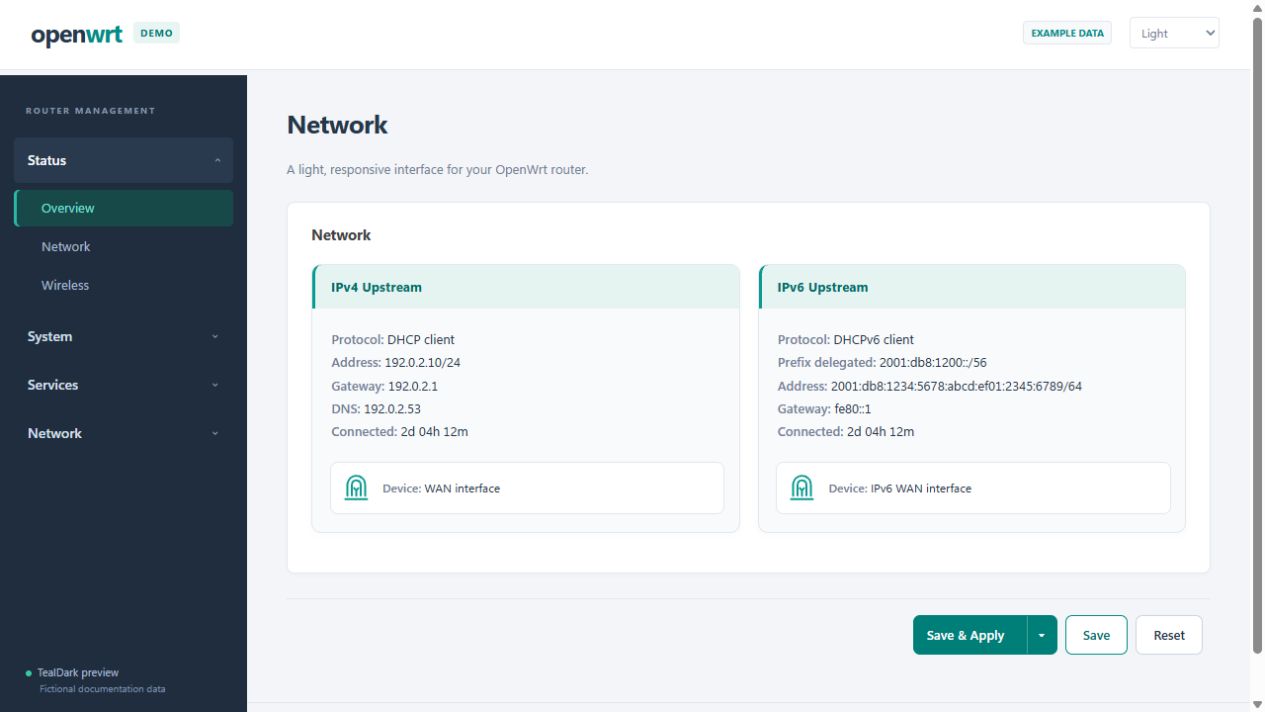 openwrt DEMO
EXAMPLE DATA
Light
ROUTER MANAGEMENT
Status
Overview
Network
Wireless
System
Services
Network
TealDark preview
Fictional documentation data
Network
A light, responsive interface for your OpenWrt router.
Network
IPv4 Upstream
Protocol: DHCP client
Address: 192.0.2.10/24
Gateway: 192.0.2.1
DNS: 192.0.2.53
Connected: 2d 04h 12m
Device: WAN interface
IPv6 Upstream
Protocol: DHCPv6 client
Prefix delegated: 2001:db8:1200::/56
Address: 2001:db8:1234:5678:abcd:ef01:2345:6789/64
Gateway: fe80::1
Connected: 2d 04h 12m
Device: IPv6 WAN interface
Save & Apply
Save
Reset